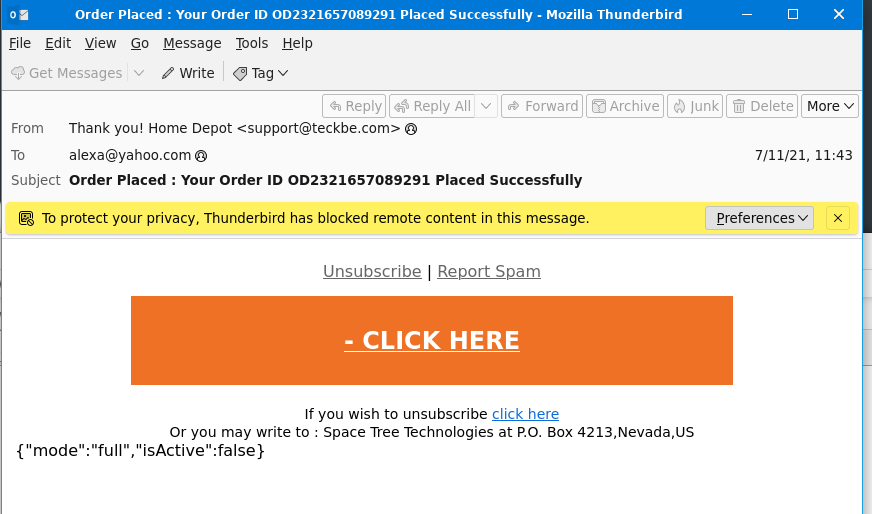 Order Placed : Your Order ID OD2321657089291 Placed Successfully - Mozilla Thunderbird
File Edit View Go Message Tools Help
Get Messages Write Tag
Reply Reply All Forward Archive Junk Delete More
From Thank you! Home Depot <support@teckbe.com>
To alexa@yahoo.com 7/11/21, 11:43
Subject Order Placed : Your Order ID OD2321657089291 Placed Successfully
To protect your privacy, Thunderbird has blocked remote content in this message. Preferences
Unsubscribe | Report Spam
- CLICK HERE
If you wish to unsubscribe click here
Or you may write to : Space Tree Technologies at P.O. Box 4213,Nevada,US
{"mode":"full","isActive":false}